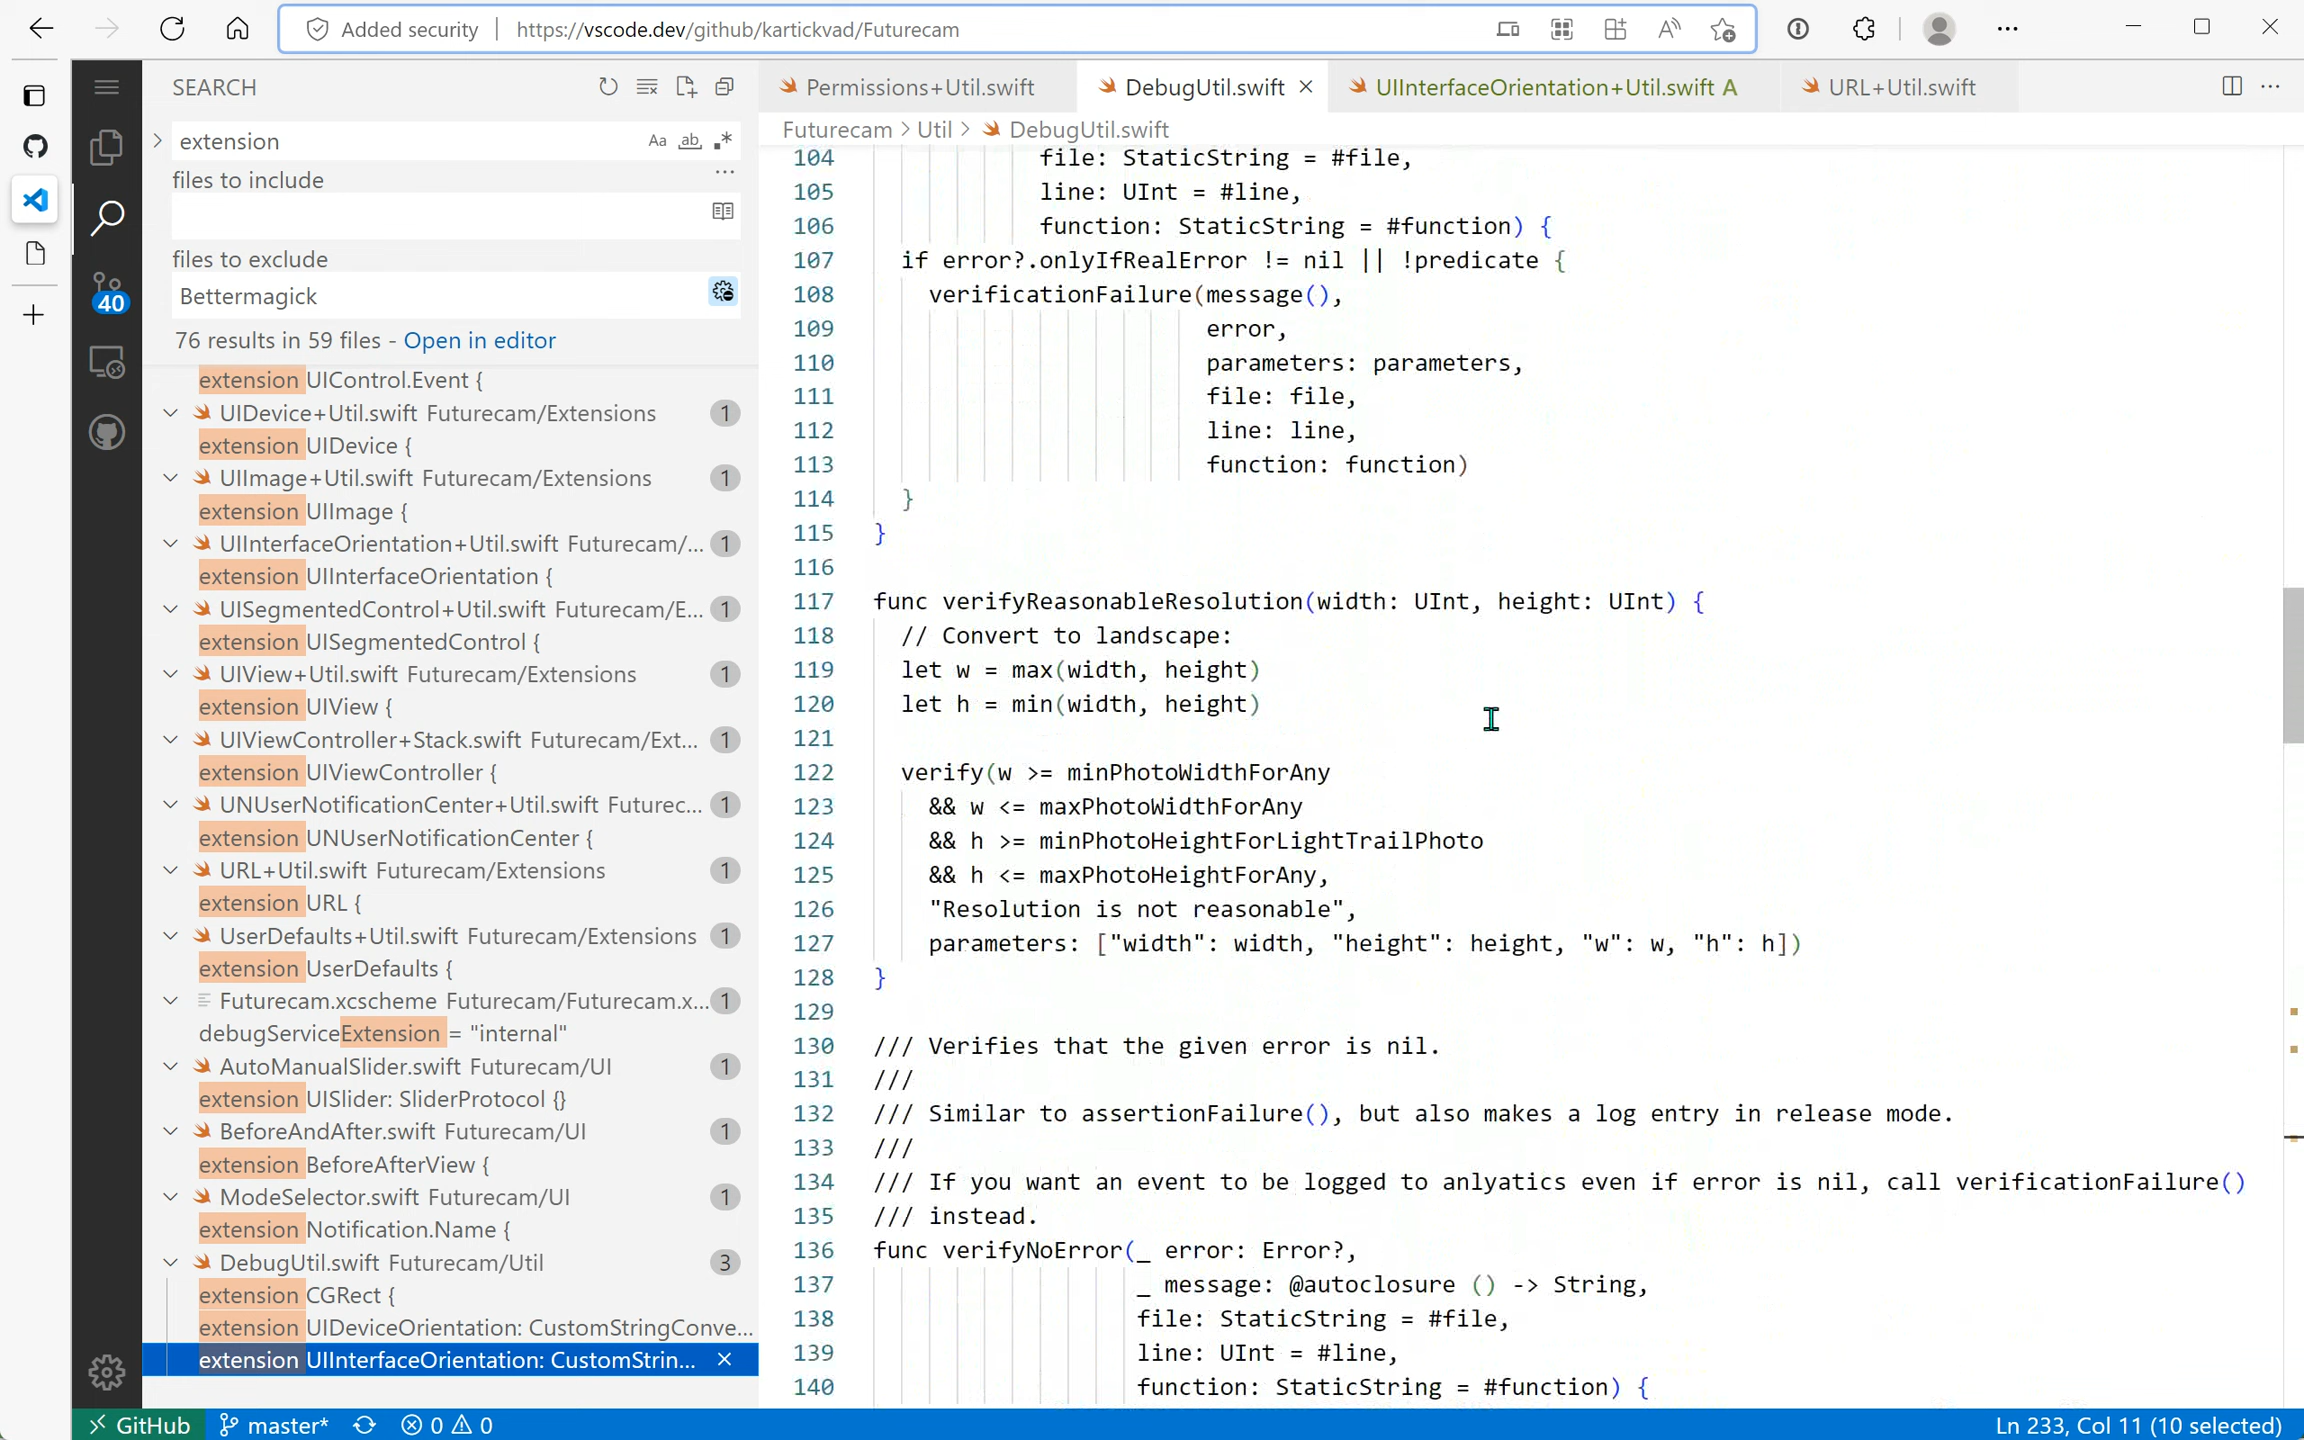 Added security
https://vscode.dev/github/kartickvad/Futurecam
SEARCH
extension
Aa
ab
files to include
files to exclude
Bettermagick
76 results in 59 files - Open in editor
40
extension UIControl.Event {
UIDevice+Util.swift Futurecam/Extensions 1
extension UIDevice {
UIImage+Util.swift Futurecam/Extensions 1
extension UIImage {
UIInterfaceOrientation+Util.swift Futurecam/... 1
extension UIInterfaceOrientation {
UISegmentedControl+Util.swift Futurecam/E... 1
extension UISegmentedControl {
UIView+Util.swift Futurecam/Extensions 1
extension UIView {
UIViewController+Stack.swift Futurecam/Ext... 1
extension UIViewController {
UNUserNotificationCenter+Util.swift Futurec... 1
extension UNUserNotificationCenter {
URL+Util.swift Futurecam/Extensions 1
extension URL {
UserDefaults+Util.swift Futurecam/Extensions 1
extension UserDefaults {
Futurecam.xcscheme Futurecam/Futurecam.x... 1
debugServiceExtension = "internal"
AutoManualSlider.swift Futurecam/UI 1
extension UISlider: SliderProtocol {}
BeforeAndAfter.swift Futurecam/UI 1
extension BeforeAfterView {
ModeSelector.swift Futurecam/UI 1
extension Notification.Name {
DebugUtil.swift Futurecam/Util 3
extension CGRect {
extension UIDeviceOrientation: CustomStringConve...
extension UIInterfaceOrientation: CustomStrin...
Permissions+Util.swift
DebugUtil.swift
UIInterfaceOrientation+Util.swift A
URL+Util.swift
Futurecam > Util > DebugUtil.swift
104 file: StaticString = #file,
105 line: UInt = #line,
106 function: StaticString = #function) {
107 if error?.onlyIfRealError != nil || !predicate {
108 verificationFailure(message(),
109 error,
110 parameters: parameters,
111 file: file,
112 line: line,
113 function: function)
114 }
115 }
116
117 func verifyReasonableResolution(width: UInt, height: UInt) {
118 // Convert to landscape:
119 let w = max(width, height)
120 let h = min(width, height)
121
122 verify(w >= minPhotoWidthForAny
123 && w <= maxPhotoWidthForAny
124 && h >= minPhotoHeightForLightTrailPhoto
125 && h <= maxPhotoHeightForAny,
126 "Resolution is not reasonable",
127 parameters: ["width": width, "height": height, "w": w, "h": h])
128 }
129
130 /// Verifies that the given error is nil.
131 ///
132 /// Similar to assertionFailure(), but also makes a log entry in release mode.
133 ///
134 /// If you want an event to be logged to anlyatics even if error is nil, call verificationFailure()
135 /// instead.
136 func verifyNoError(_ error: Error?,
137 _ message: @autoclosure () -> String,
138 file: StaticString = #file,
139 line: UInt = #line,
140 function: StaticString = #function) {
GitHub
master*
0 0
Ln 233, Col 11 (10 selected)